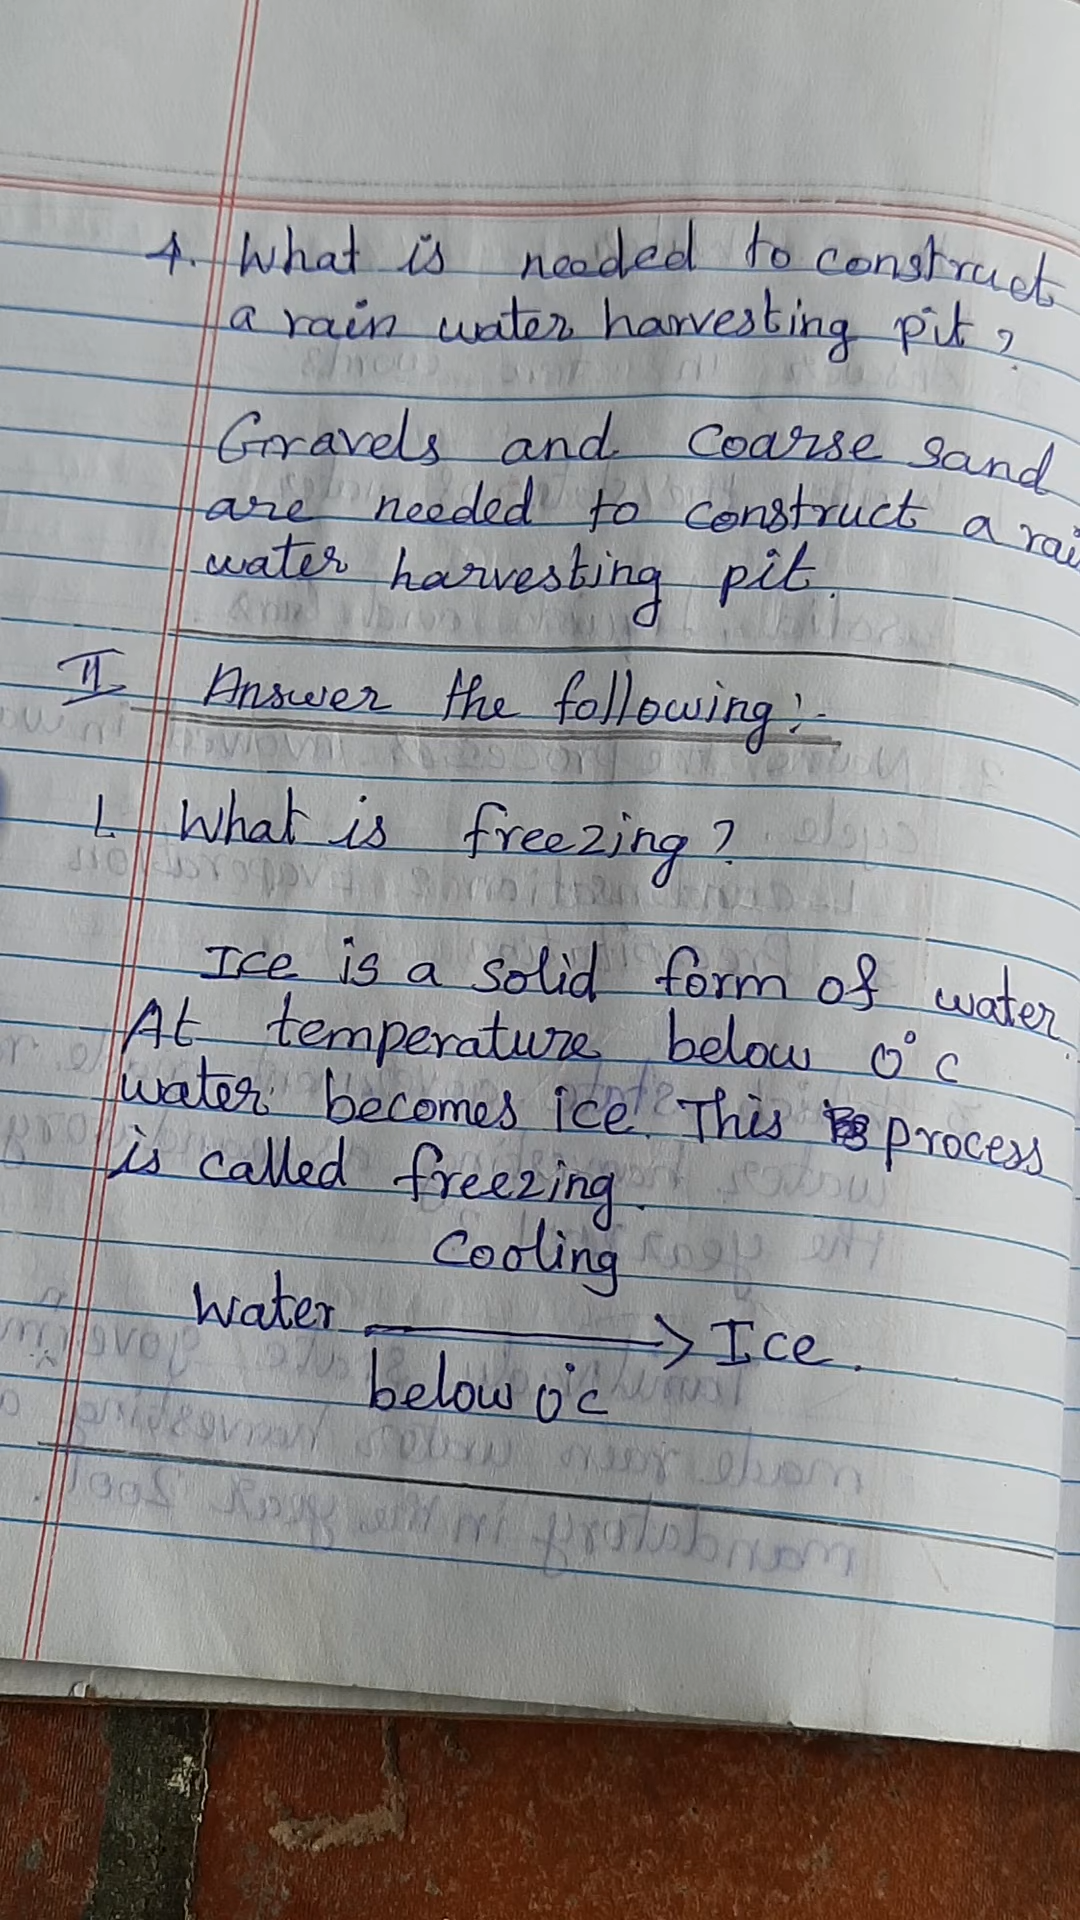 4. What is needed to construct
a rain water harvesting pit?
Gravels and coarse sand
are needed to construct a rai
water harvesting pit.
II Answer the following:-
1. What is freezing?
Ice is a solid form of water.
At temperature below 0°c
water becomes ice. This process
is called freezing.
Cooling
Water → Ice.
below 0°c